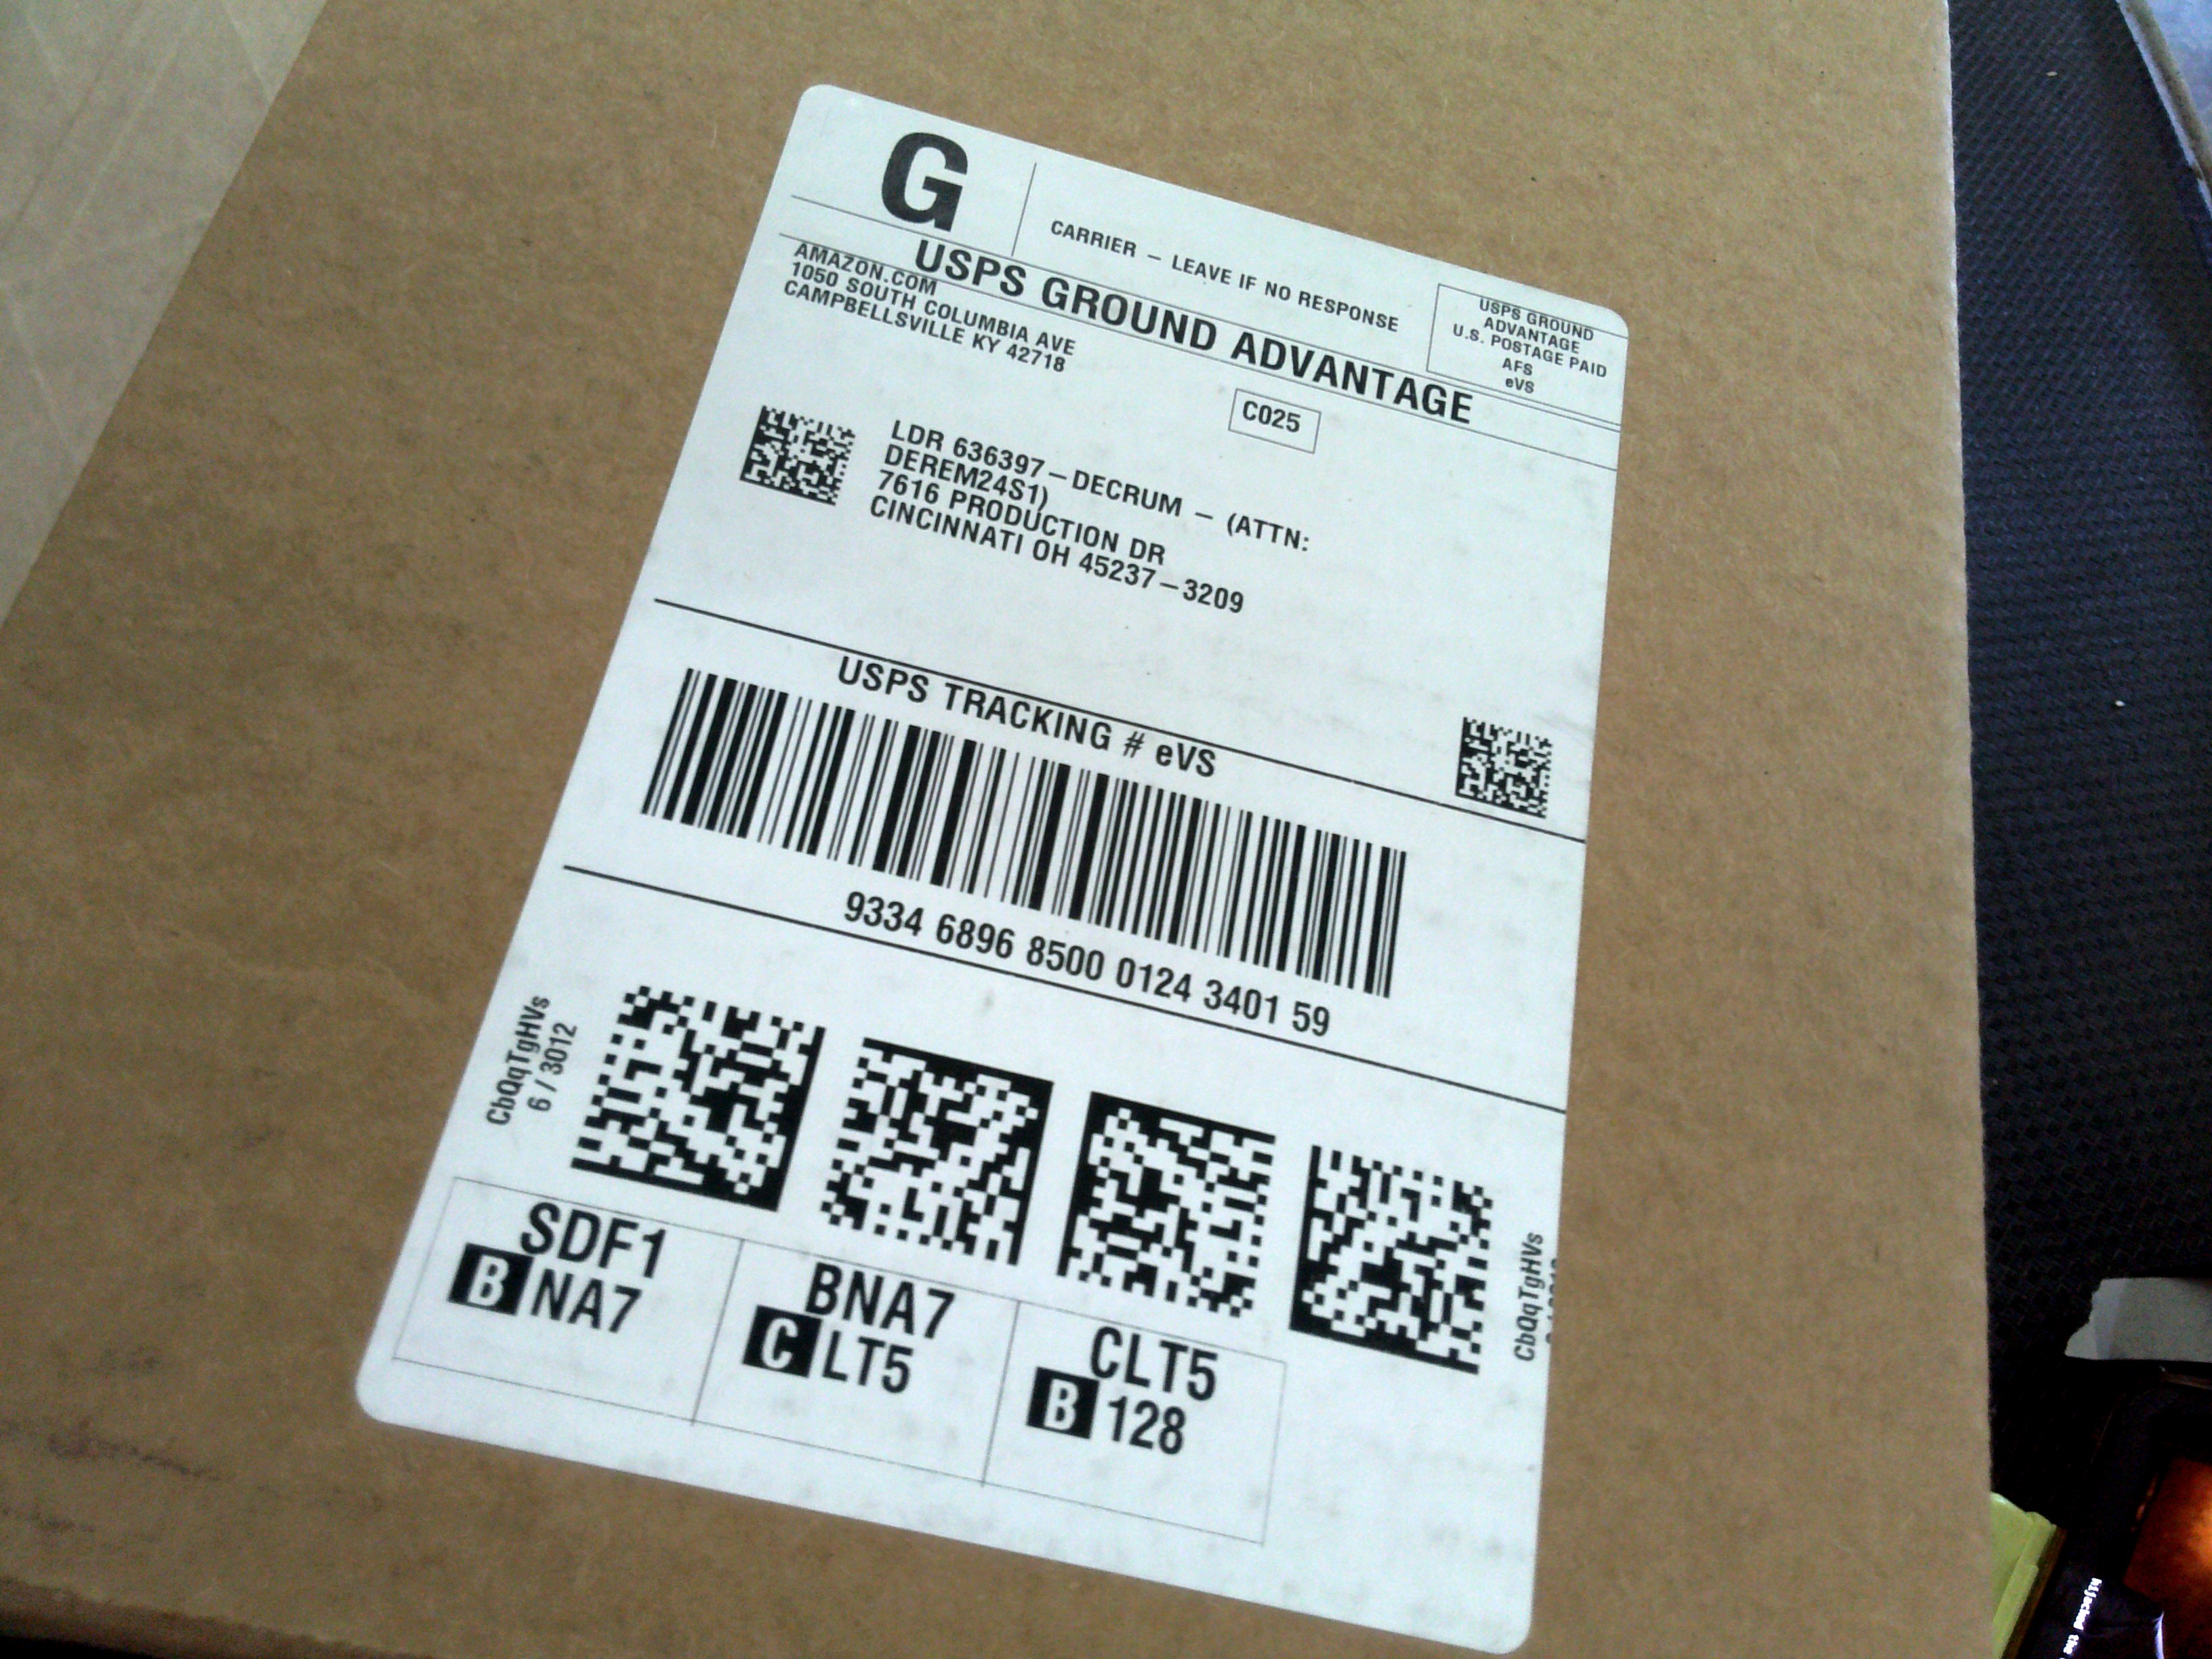 G
CARRIER – LEAVE IF NO RESPONSE
USPS GROUND
ADVANTAGE
U.S. POSTAGE PAID
AFS
eVS
USPS GROUND ADVANTAGE
AMAZON.COM
1050 SOUTH COLUMBIA AVE
CAMPBELLSVILLE KY 42718
C025
LDR 636397–DECRUM – (ATTN:
DEREM24S1)
7616 PRODUCTION DR
CINCINNATI OH 45237–3209
USPS TRACKING # eVS
9334 6896 8500 0124 3401 59
CbQqTgHVs
6 / 3012
CbQqTgHVs
SDF1
B NA7
BNA7
C LT5
CLT5
B 128
hijacked the